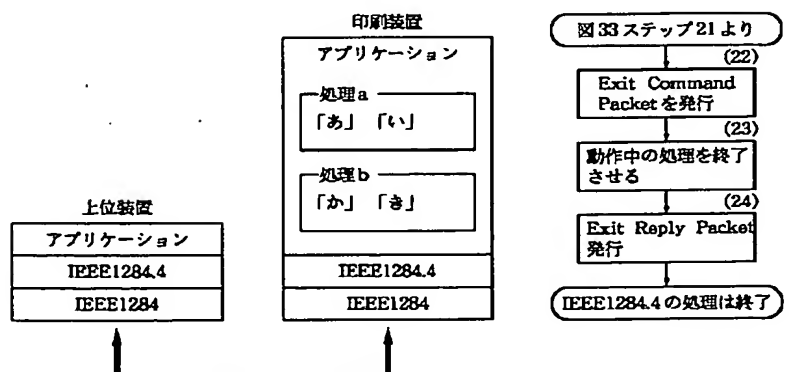 上位装置
アプリケーション
IEEE1284.4
IEEE1284
印刷装置
アプリケーション
処理a
「あ」 「い」
処理b
「か」 「き」
IEEE1284.4
IEEE1284
図33ステップ21より
(22)
Exit Command
Packetを発行
(23)
動作中の処理を終了
させる
(24)
Exit Reply Packet
発行
IEEE1284.4の処理は終了